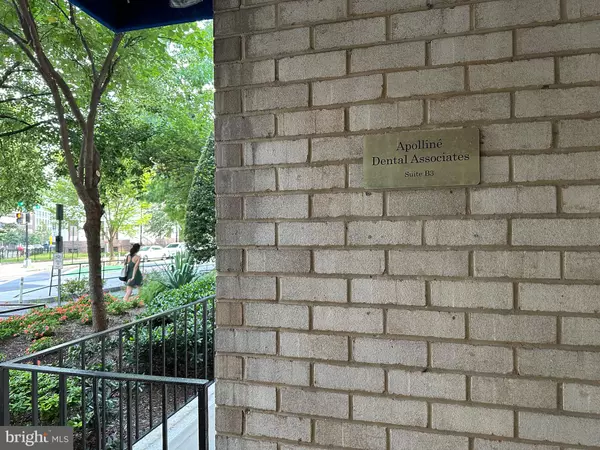 Apolliné
Dental Associates
Suite B3
bright MLS